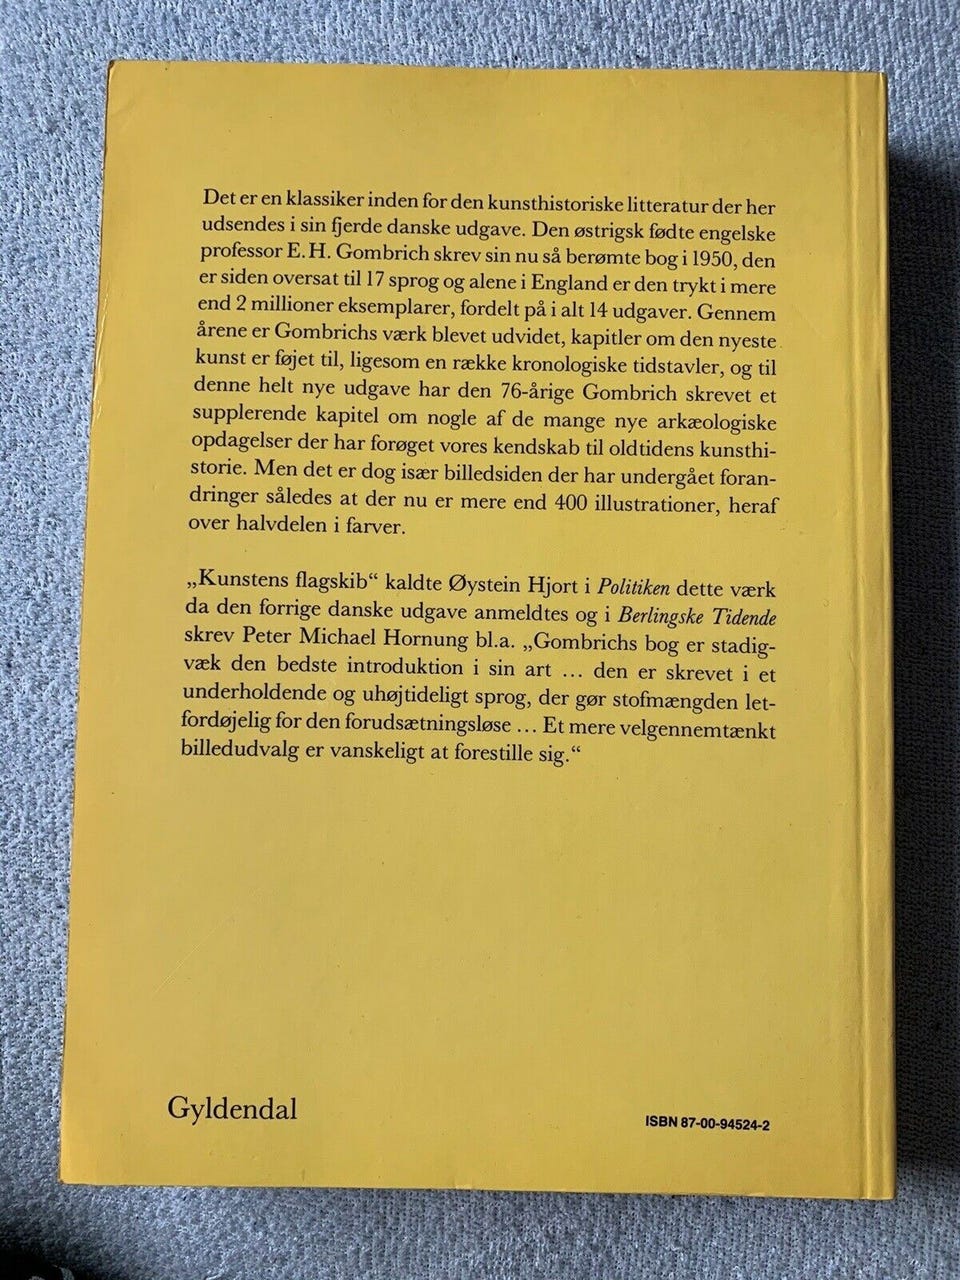 Det er en klassiker inden for den kunsthistoriske litteratur der her
udsendes i sin fjerde danske udgave. Den østrigsk fødte engelske
professor E. H. Gombrich skrev sin nu så berømte bog i 1950, den
er siden oversat til 17 sprog og alene i England er den trykt i mere
end 2 millioner eksemplarer, fordelt på i alt 14 udgaver. Gennem
årene er Gombrichs værk blevet udvidet, kapitler om den nyeste
kunst er føjet til, ligesom en række kronologiske tidstavler, og til
denne helt nye udgave har den 76-årige Gombrich skrevet et
supplerende kapitel om nogle af de mange nye arkæologiske
opdagelser der har forøget vores kendskab til oldtidens kunsthi-
storie. Men det er dog især billedsiden der har undergået foran-
dringer således at der nu er mere end 400 illustrationer, heraf
over halvdelen i farver.
„Kunstens flagskib“ kaldte Øystein Hjort i Politiken dette værk
da den forrige danske udgave anmeldtes og i Berlingske Tidende
skrev Peter Michael Hornung bl.a. „Gombrichs bog er stadig-
væk den bedste introduktion i sin art ... den er skrevet i et
underholdende og uhøjtideligt sprog, der gør stofmængden let-
fordøjelig for den forudsætningsløse ... Et mere velgennemtænkt
billedudvalg er vanskeligt at forestille sig.“
Gyldendal
ISBN 87-00-94524-2